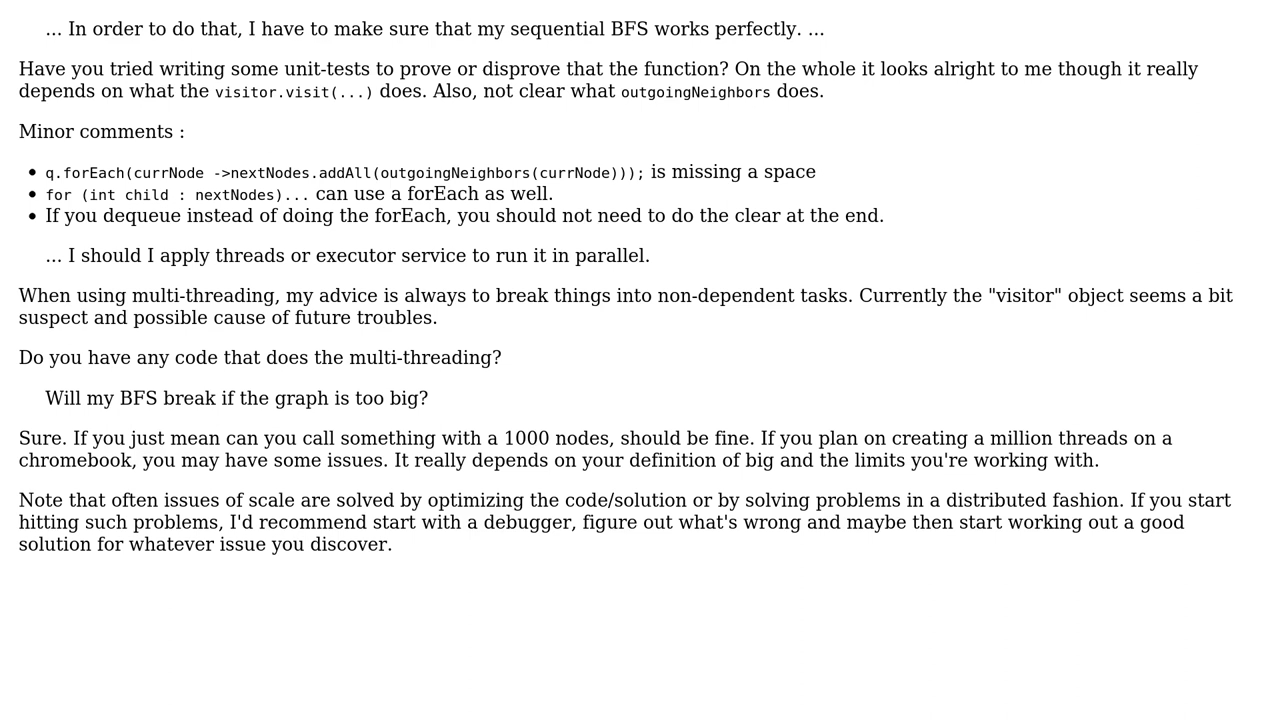 ... In order to do that, I have to make sure that my sequential BFS works perfectly. ...
Have you tried writing some unit-tests to prove or disprove that the function? On the whole it looks alright to me though it really
depends on what the visitor.visit(...) does. Also, not clear what outgoingNeighbors does.
Minor comments :
• q.forEach(currNode ->nextNodes.addAll(outgoingNeighbors(currNode))); is missing a space
• for (int child : nextNodes)... can use a forEach as well.
• If you dequeue instead of doing the forEach, you should not need to do the clear at the end.
... I should I apply threads or executor service to run it in parallel.
When using multi-threading, my advice is always to break things into non-dependent tasks. Currently the "visitor" object seems a bit
suspect and possible cause of future troubles.
Do you have any code that does the multi-threading?
Will my BFS break if the graph is too big?
Sure. If you just mean can you call something with a 1000 nodes, should be fine. If you plan on creating a million threads on a
chromebook, you may have some issues. It really depends on your definition of big and the limits you're working with.
Note that often issues of scale are solved by optimizing the code/solution or by solving problems in a distributed fashion. If you start
hitting such problems, I'd recommend start with a debugger, figure out what's wrong and maybe then start working out a good
solution for whatever issue you discover.